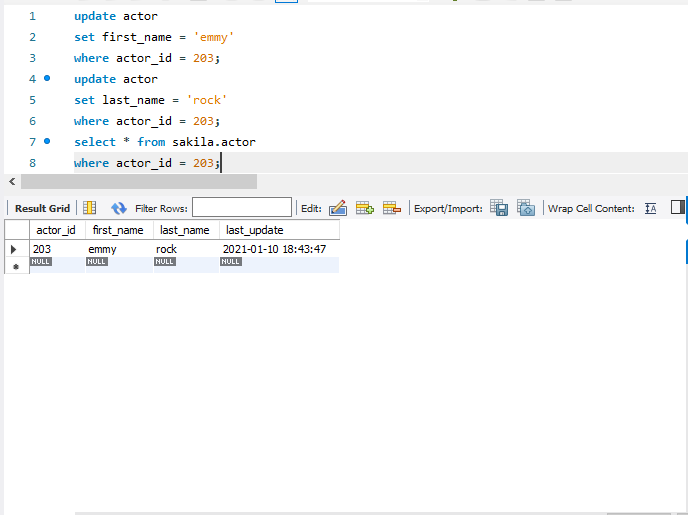 1 update actor
2 set first_name = 'emmy'
3 where actor_id = 203;
4 update actor
5 set last_name = 'rock'
6 where actor_id = 203;
7 select * from sakila.actor
8 where actor_id = 203;
Result Grid Filter Rows: Edit: Export/Import: Wrap Cell Content: IA
actor_id first_name last_name last_update
203 emmy rock 2021-01-10 18:43:47
NULL NULL NULL NULL